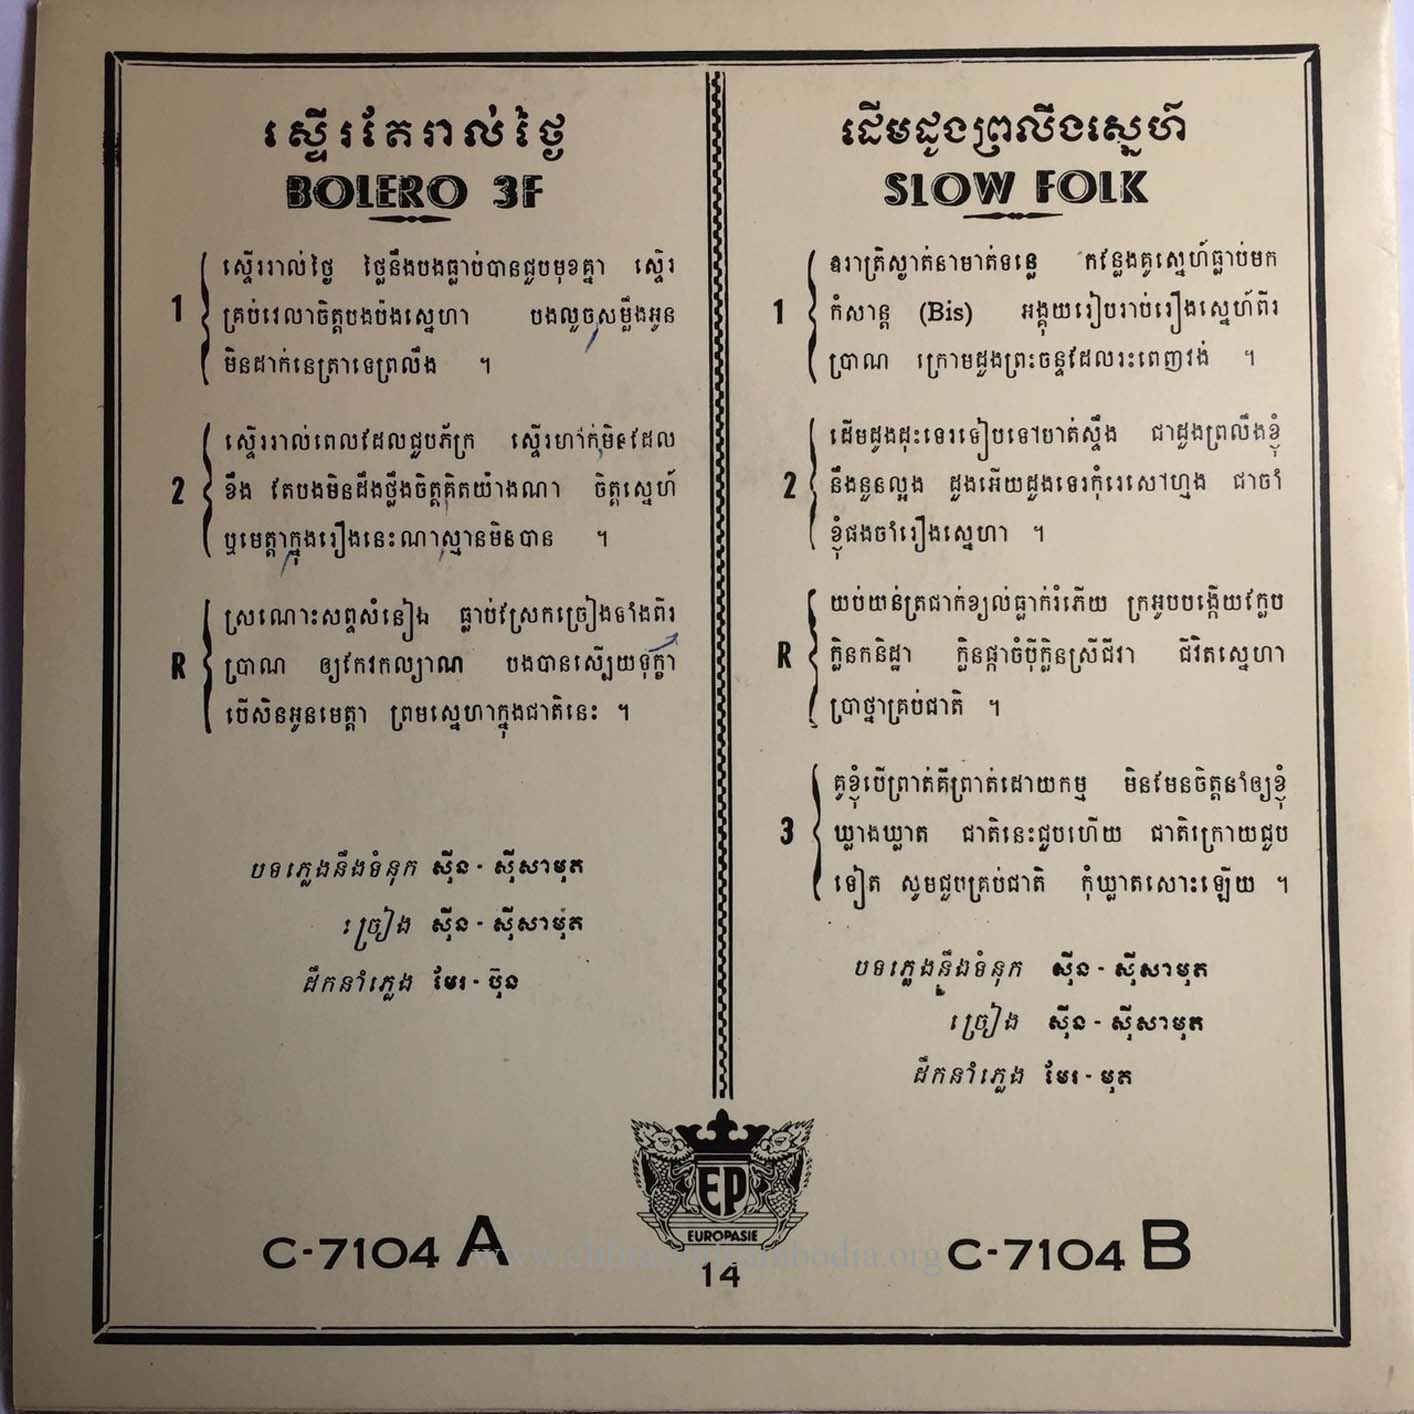 ស្ទើរតែរាល់ថ្ងៃ
BOLERO 3F
1
ស្ទើររាល់ថ្ងៃ ថ្លៃនឹងបងធ្លាប់បានជួបមុខគ្នា ស្ទើរ
គ្រប់វេលាចិត្តបងប៉ងស្នេហា បងលួចសម្លឹងអូន
មិនដាក់នេត្រាទេព្រលឹង ។
2
ស្ទើររាល់ពេលដែលជួបភ័ក្រ ស្ទើរហាក់ុមិនដែល
ខឹង តែបងមិនដឹងថ្លឹងចិត្តគិតយ៉ាងណា ចិត្តស្នេហ៍
ឬមេត្តាក្នុងរឿងនេះណាស្មានមិនបាន ។
R
ស្រណោះសព្ទសំនៀង ធ្លាប់ស្រែកច្រៀងទាំងពីរ
ប្រាណ ឲ្យកែវកល្យាណ បងបានស្បើយទុក្ខា
បើសិនអូនមេត្តា ព្រមស្នេហាក្នុងជាតិនេះ ។
បទភ្លេងនឹងទំនុក ស៊ីន - ស៊ីសាមុត
ច្រៀង ស៊ីន - ស៊ីសាមុត
ដឹកនាំភ្លេង មែរ - ប៊ុន
C-7104 A
ដើមដូងព្រលឹងស្នេហ៍
SLOW FOLK
1
ឧរាត្រិស្ងាត់នាមាត់ទន្លេ កន្លែងគូស្នេហ៍ធ្លាប់មក
កំសាន្ត (Bis) អង្គុយរៀបរាប់រឿងស្នេហ៍ពីរ
ប្រាណ ក្រោមដួងព្រះចន្ទដែលរះពេញវង់ ។
2
ដើមដូងដុះទេរទៀបទៅមាត់ស្ទឹង ជាដួងព្រលឹងខ្ញុំ
នឹងនួនល្អង ដួងអើយដួងទេរកុំរេសៅហ្មង ជាចាំ
ខ្ញុំផងចាំរឿងស្នេហា ។
R
យប់យន់ត្រជាក់ខ្យល់ធ្លាក់រំភើយ ក្រអូបបង្កើយក្លែប
ក្លិនកនិដ្ឋា ក្លិនផ្កាចំប៉ីក្លិនស្រីជីវា ជីវិតស្នេហា
ប្រាថ្នាគ្រប់ជាតិ ។
3
គូខ្ញុំបើព្រាត់គឺព្រាត់ដោយកម្ម មិនមែនចិត្តនាំឲ្យខ្ញុំ
ឃ្លាងឃ្លាត ជាតិនេះជួបហើយ ជាតិក្រោយជួប
ទៀត សូមជួបគ្រប់ជាតិ កុំឃ្លាតសោះឡើយ ។
បទភ្លេងនឹងទំនុក ស៊ីន - ស៊ីសាមុត
ច្រៀង ស៊ីន - ស៊ីសាមុត
ដឹកនាំភ្លេង មែរ - មុត
C-7104 B
EP
EUROPASIE
14